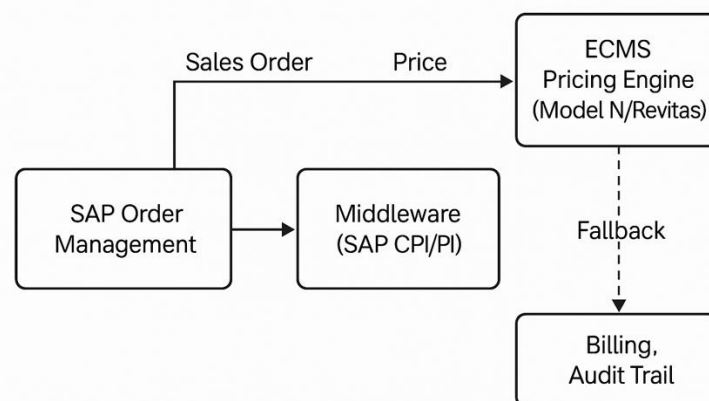 Sales Order Price
ECMS
Pricing Engine
(Model N/Revitas)
SAP Order
Management
Middleware
(SAP CPI/PI)
Fallback
Billing,
Audit Trail